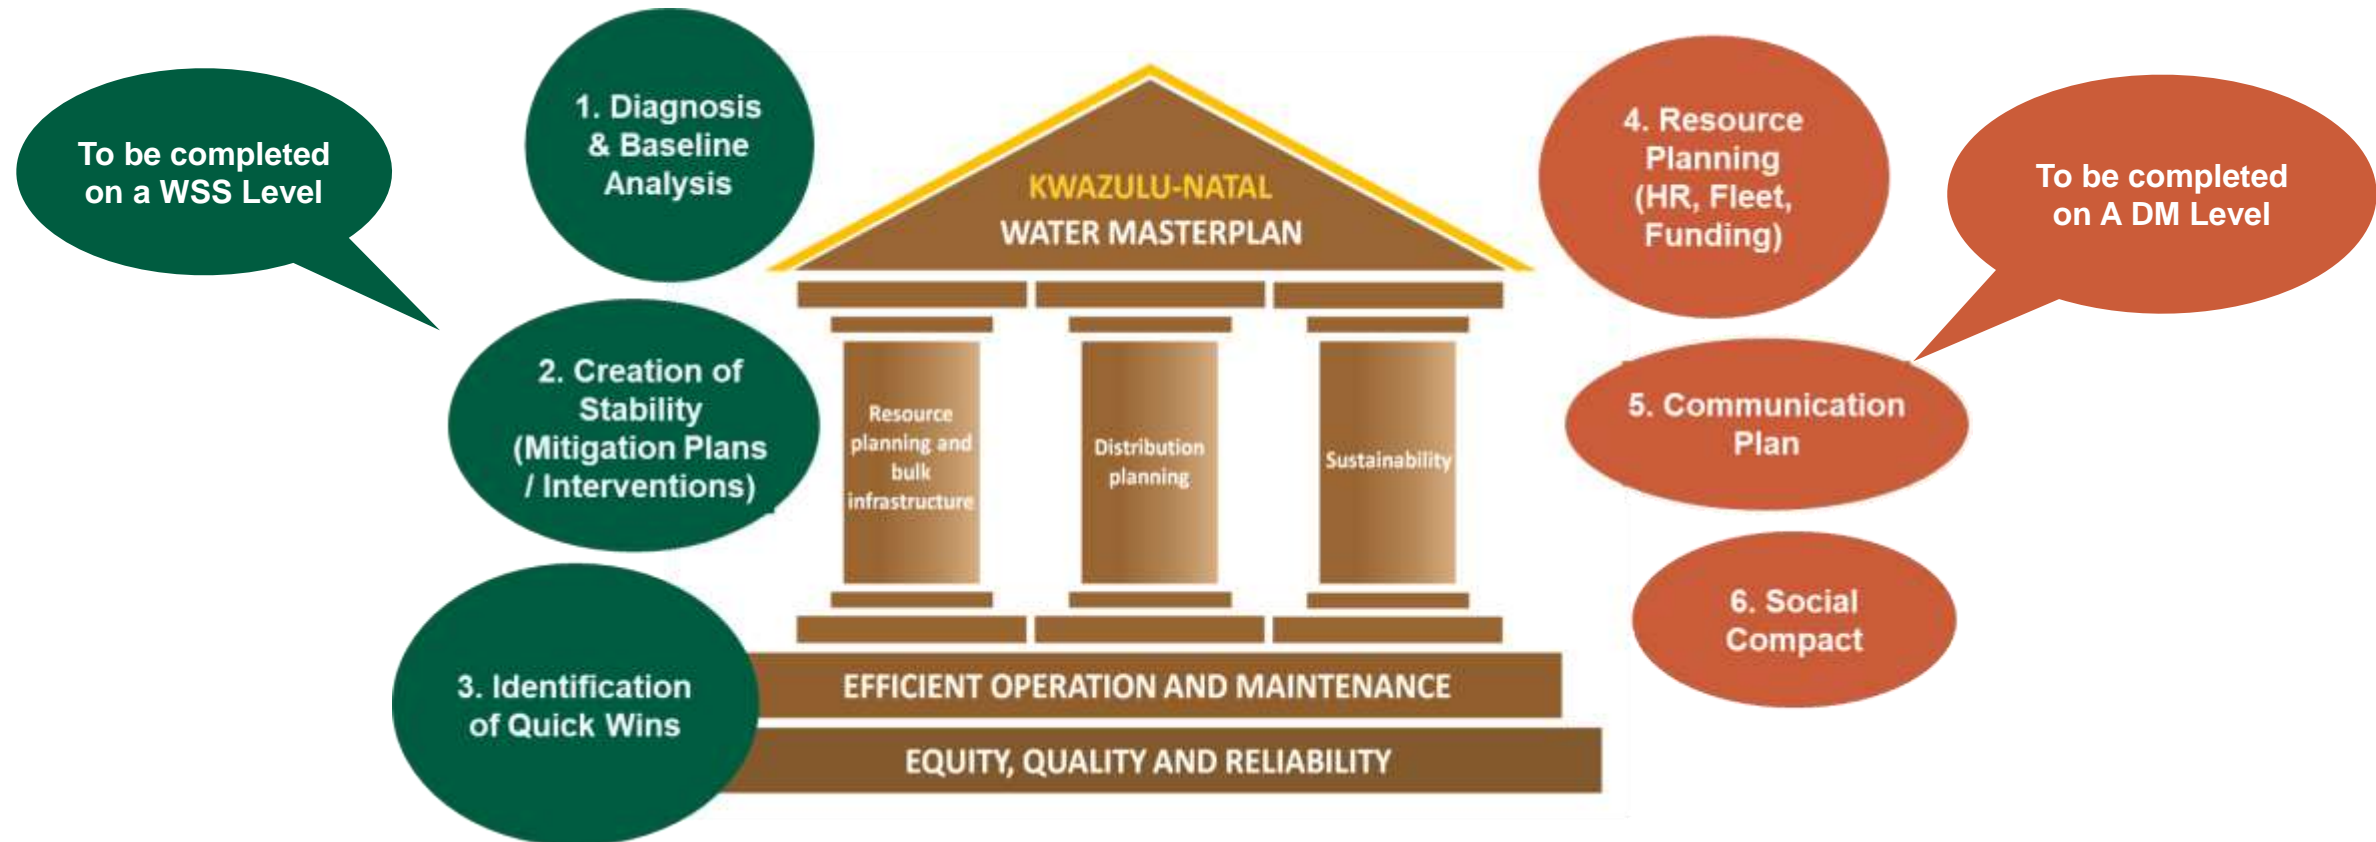 To be completed
on a WSS Level
1. Diagnosis
& Baseline
Analysis
2. Creation of
Stability
(Mitigation Plans
/ Interventions)
3. Identification
of Quick Wins
KWAZULU-NATAL
WATER MASTERPLAN
Resource
planning and
bulk
infrastructure
Distribution
planning
Sustainability
EFFICIENT OPERATION AND MAINTENANCE
EQUITY, QUALITY AND RELIABILITY
4. Resource
Planning
(HR, Fleet,
Funding)
5. Communication
Plan
6. Social
Compact
To be completed
on A DM Level